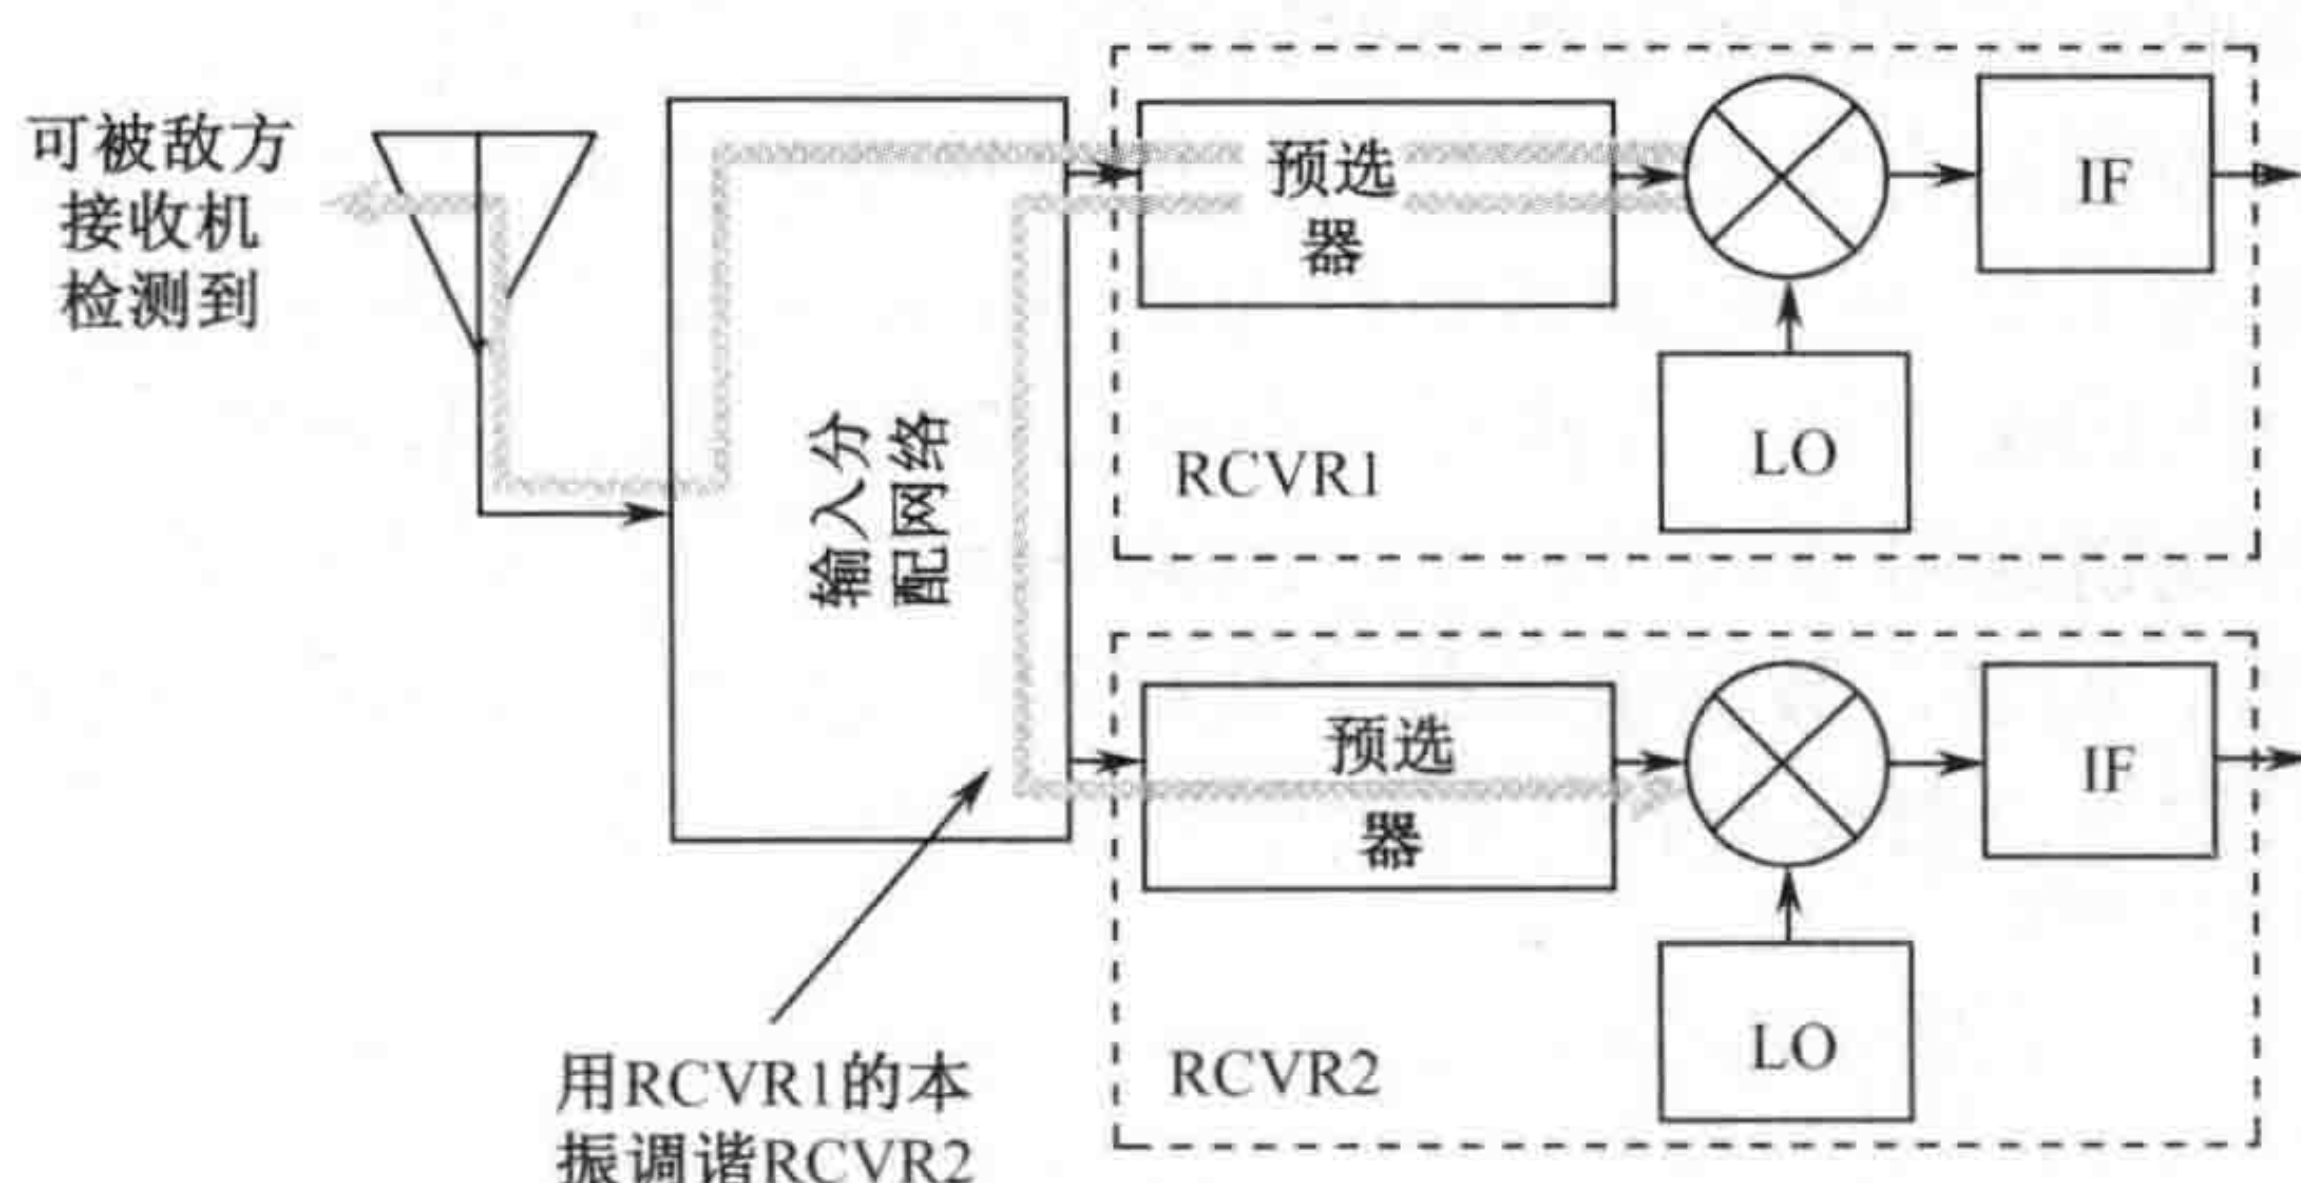 可被敌方
接收机
检测到
输入分
配网络
预选
器
IF
LO
RCVR1
预选
器
IF
LO
RCVR2
用RCVR1的本
振调谐RCVR2